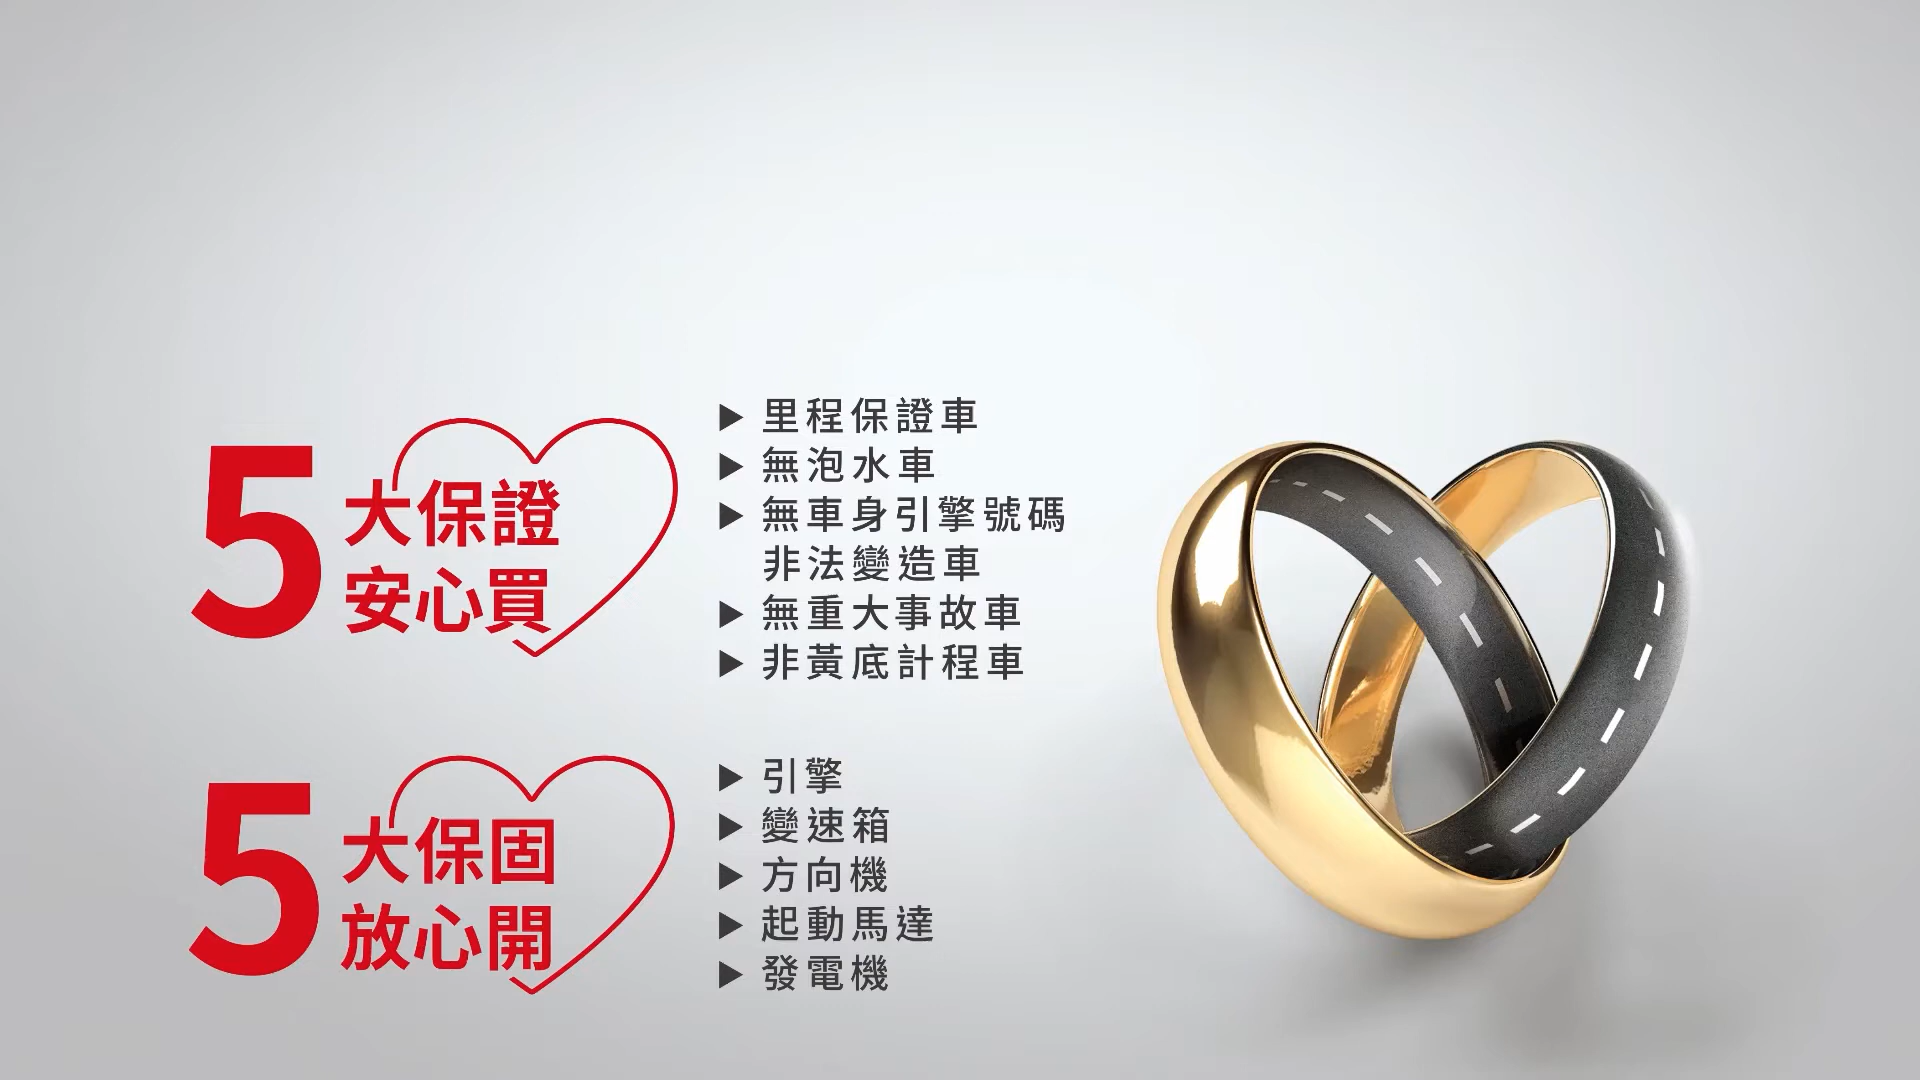 5大保證
安心買
▶ 里程保證車
▶ 無泡水車
▶ 無車身引擎號碼
非法變造車
▶ 無重大事故車
▶ 非黃底計程車
5大保固
放心開
▶ 引擎
▶ 變速箱
▶ 方向機
▶ 起動馬達
▶ 發電機